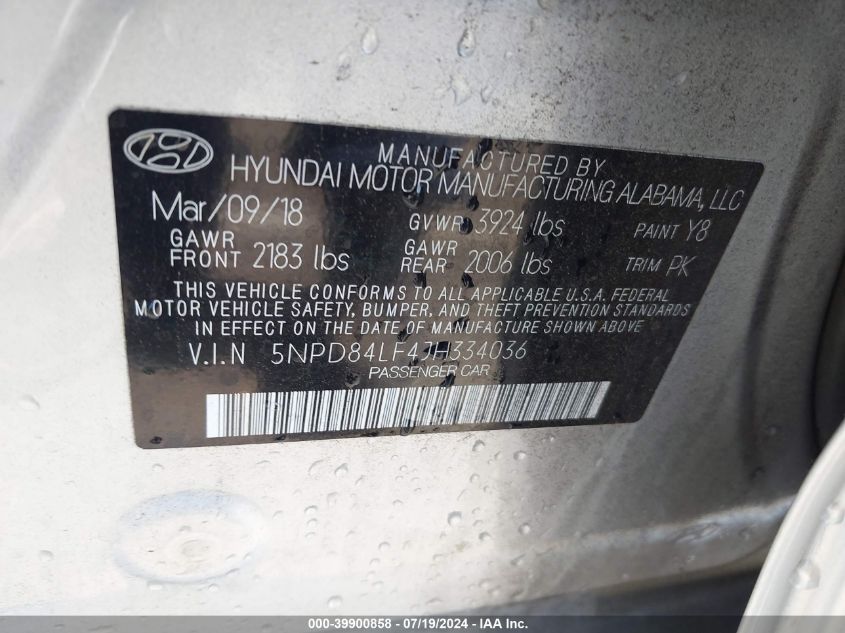 MANUFACTURED BY
HYUNDAI MOTOR MANUFACTURING ALABAMA, LLC
Mar/09/18 GVWR 3924 lbs PAINT Y8
GAWR FRONT 2183 lbs GAWR REAR 2006 lbs TRIM PK
THIS VEHICLE CONFORMS TO ALL APPLICABLE U.S.A. FEDERAL
MOTOR VEHICLE SAFETY, BUMPER, AND THEFT PREVENTION STANDARDS
IN EFFECT ON THE DATE OF MANUFACTURE SHOWN ABOVE
V.I.N 5NPD84LF4JH334036
PASSENGER CAR
000-39900858 - 07/19/2024 - IAA Inc.